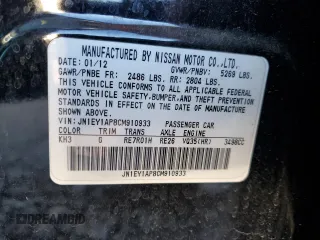 MANUFACTURED BY NISSAN MOTOR CO.,LTD.
DATE: 01/12 GVWR/PNBV: 5269 LBS.
GAWR/PNBE FR: 2486 LBS. RR: 2804 LBS.
THIS VEHICLE CONFORMS TO ALL APPLICABLE
FEDERAL MOTOR VEHICLE SAFETY, BUMPER, AND THEFT
PREVENTION STANDARDS IN EFFECT ON THE DATE OF
MANUFACTURE SHOWN ABOVE.
VIN: JN1EY1AP8CM910933 PASSENGER CAR
COLOR TRIM TRANS AXLE ENGINE
KH3 G RE7R01H RE26 VQ35(HR) 3498CC
JN1EY1AP8CM910933